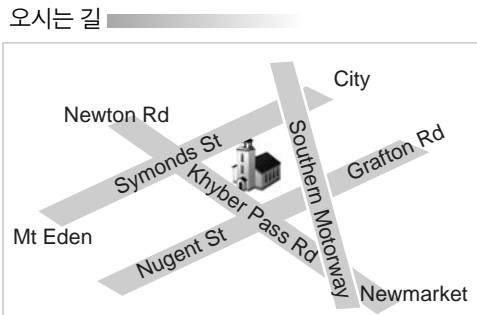 오시는 길
City
Newton Rd
Symonds St
Southern Motorway
Grafton Rd
Khyber Pass Rd
Mt Eden
Nugent St
Newmarket